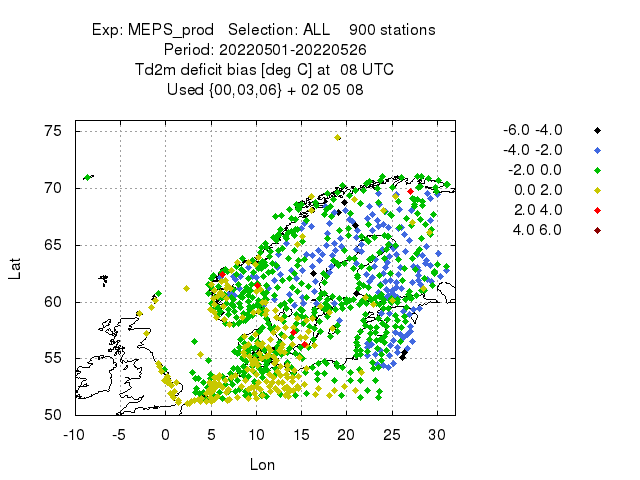 Exp: MEPS_prod   Selection: ALL    900 stations
Period: 20220501-20220526
Td2m deficit bias [deg C] at  08 UTC
Used {00,03,06} + 02 05 08
-6.0 -4.0
-4.0 -2.0
-2.0 0.0
0.0 2.0
2.0 4.0
4.0 6.0
75
70
65
60
55
50
Lat
-10 -5 0 5 10 15 20 25 30
Lon